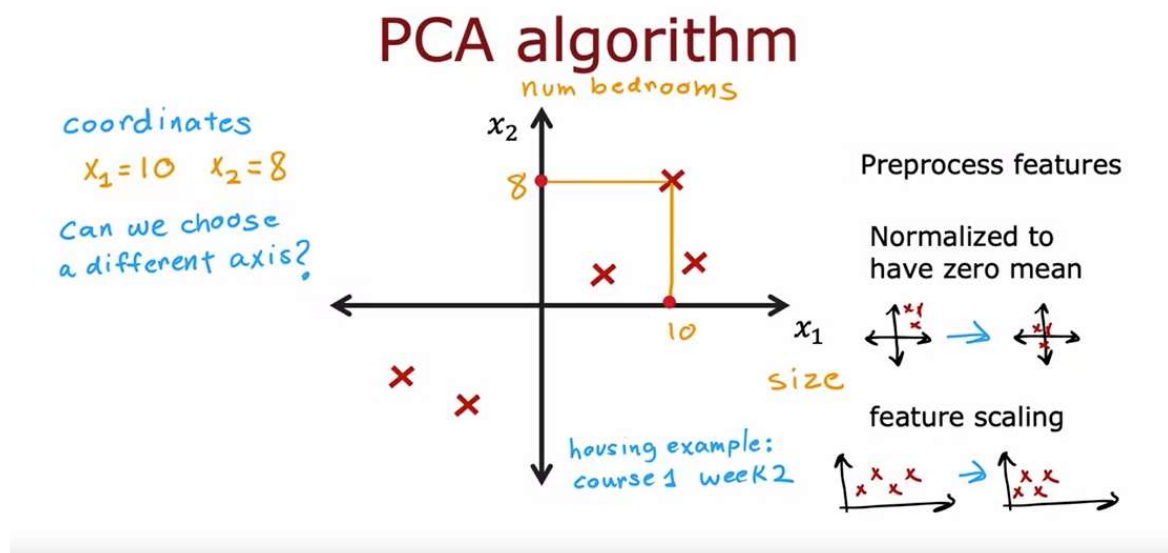 PCA algorithm
num bedrooms
coordinates
x₁ = 10 x₂ = 8
Can we choose
a different axis?
x₂
8
10
x₁
size
housing example:
course 1 week 2
Preprocess features
Normalized to
have zero mean
feature scaling